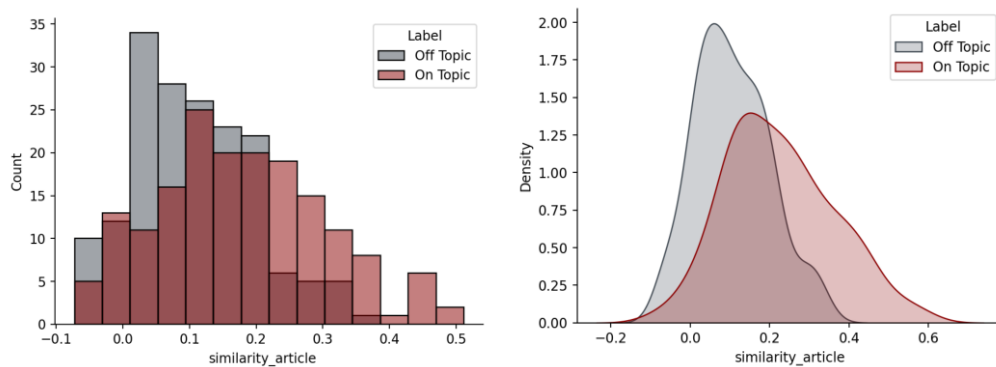 Label
Off Topic
On Topic
35
30
25
20
15
10
5
0
Count
−0.1 0.0 0.1 0.2 0.3 0.4 0.5
similarity_article
Label
Off Topic
On Topic
2.00
1.75
1.50
1.25
1.00
0.75
0.50
0.25
0.00
Density
−0.2 0.0 0.2 0.4 0.6
similarity_article